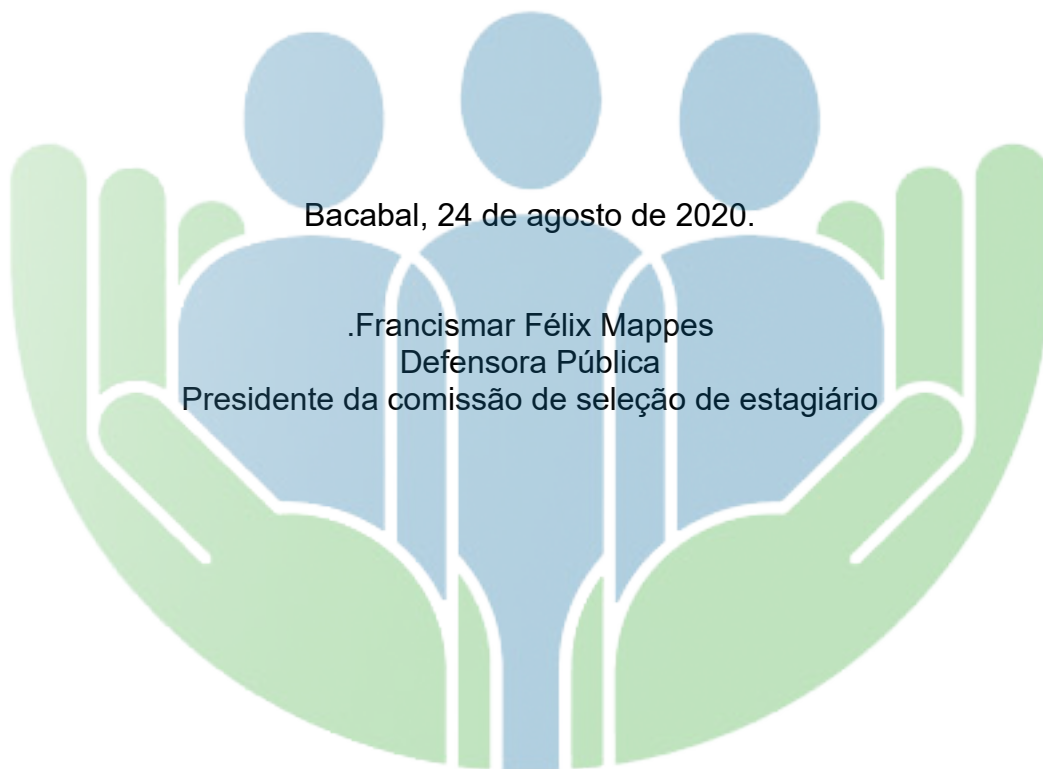 Bacabal, 24 de agosto de 2020.
.Francismar Félix Mappes
Defensora Pública
Presidente da comissão de seleção de estagiário